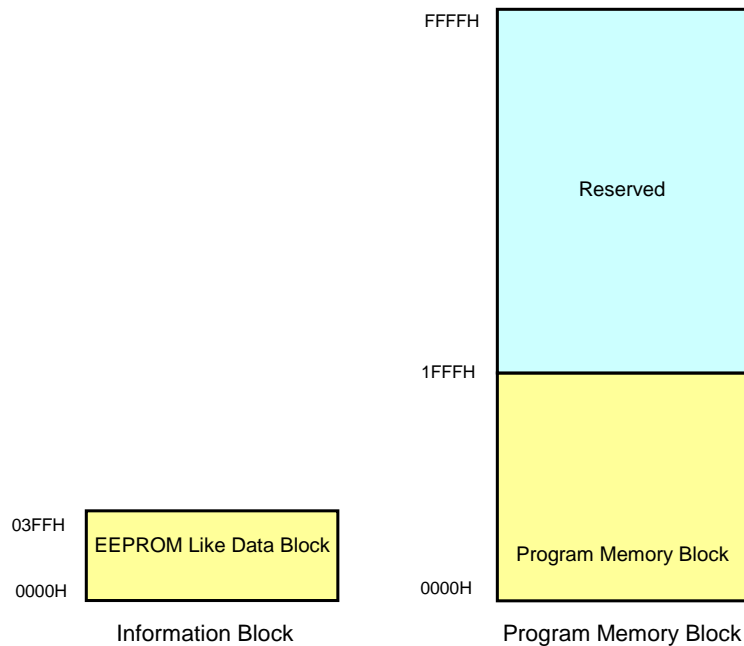 FFFFH
Reserved
1FFFH
03FFH
EEPROM Like Data Block
0000H
Information Block
Program Memory Block
0000H
Program Memory Block